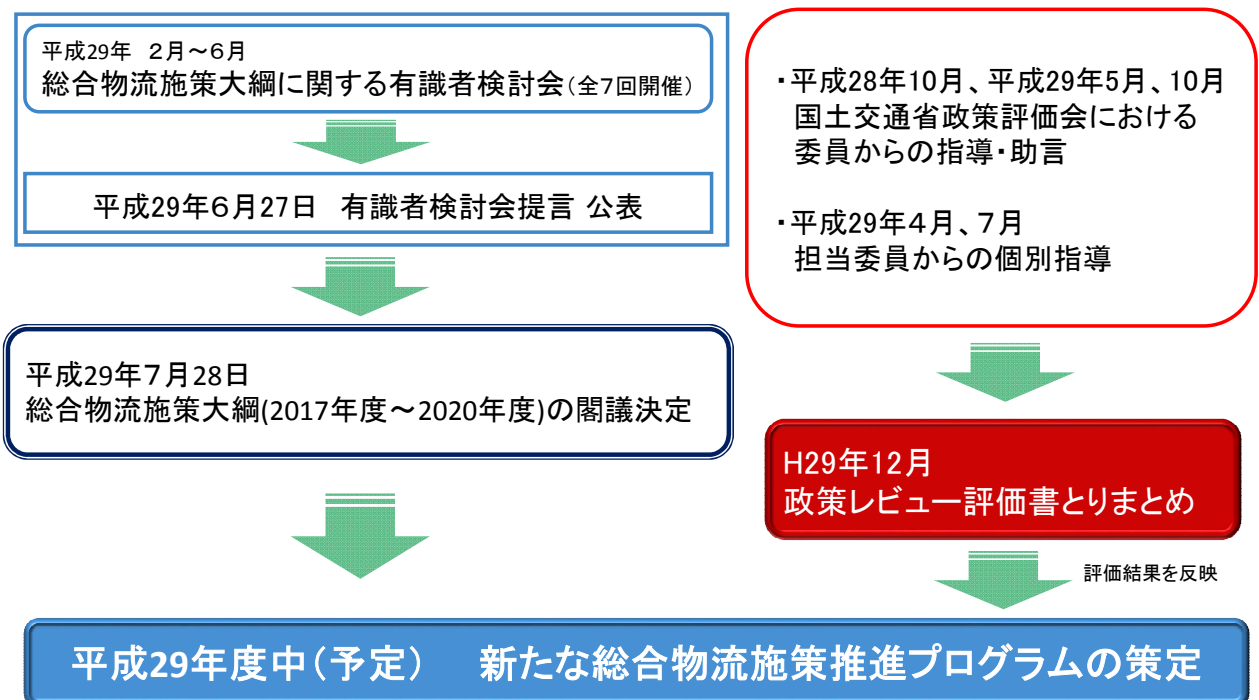 平成29年 2月～6月
総合物流施策大綱に関する有識者検討会(全7回開催)
平成29年6月27日 有識者検討会提言 公表
平成29年7月28日
総合物流施策大綱(2017年度～2020年度)の閣議決定
・平成28年10月、平成29年5月、10月
国土交通省政策評価会における
委員からの指導・助言
・平成29年4月、7月
担当委員からの個別指導
H29年12月
政策レビュー評価書とりまとめ
評価結果を反映
平成29年度中(予定) 新たな総合物流施策推進プログラムの策定